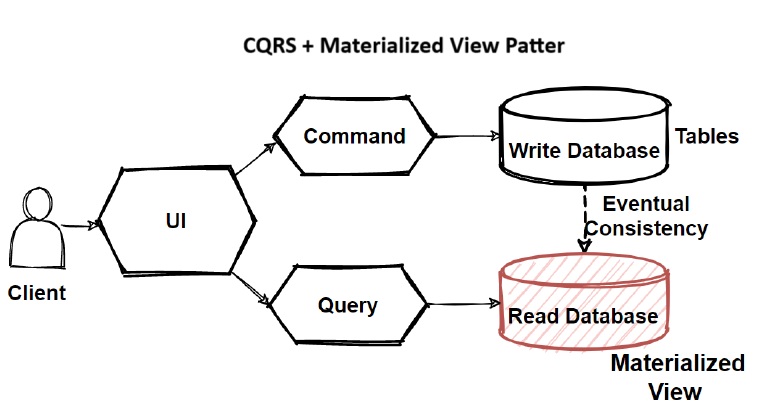 CQRS + Materialized View Patter
Command
Write Database
Tables
UI
Eventual
Consistency
Client
Query
Read Database
Materialized
View